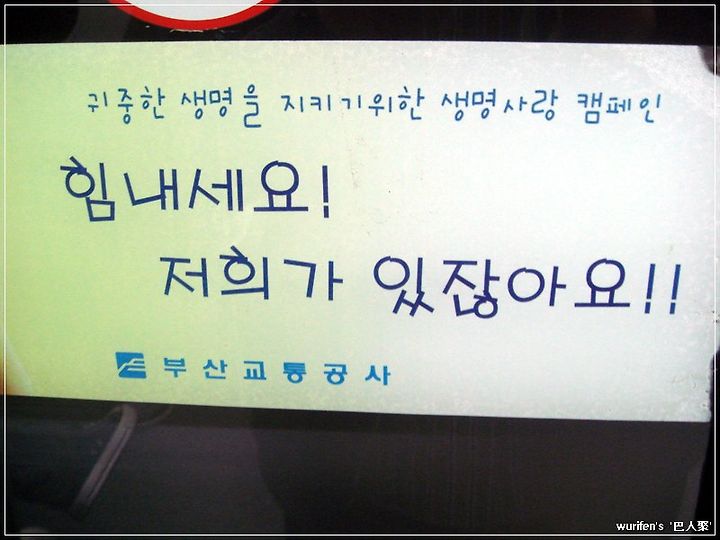 귀중한 생명을 지키기위한 생명사랑 캠페인
힘내세요!
저희가 있잖아요!!
부산교통공사
wurifen's '巴人聚'